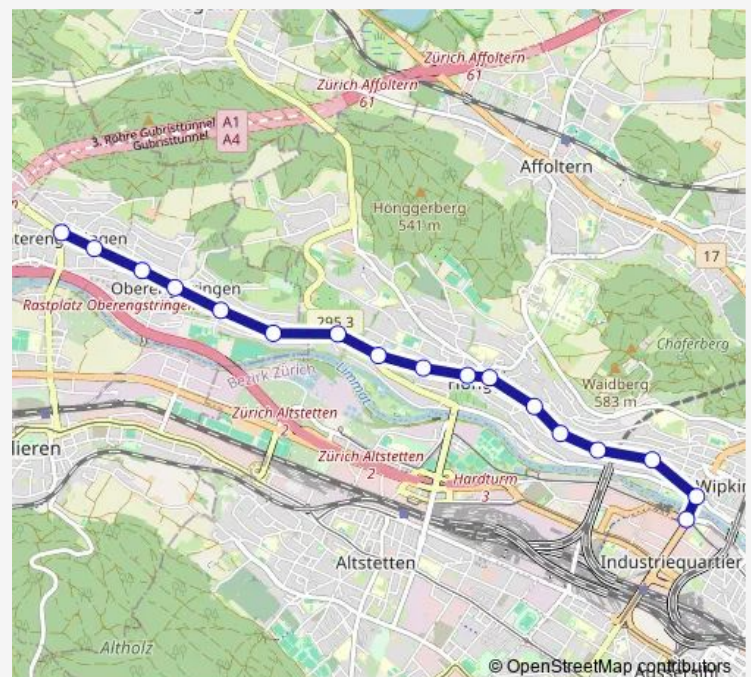 Zürich Affoltern
61
Zürich Affoltern
61
3. Röhre Gubristtunnel
Gubristtunnel
A1
A4
Affoltern
Hönggerberg
541 m
17
Oberengstringen
Rastplatz Oberengstringen
295.3
Chäferberg
Bezirk Zürich
Limmat
Waidberg
583 m
Zürich Altstetten
2
Zürich Altstetten
2
Hardturm
3
lieren
Wipkin
Altstetten
Industriequartier
Altholz
© OpenStreetMap contributors